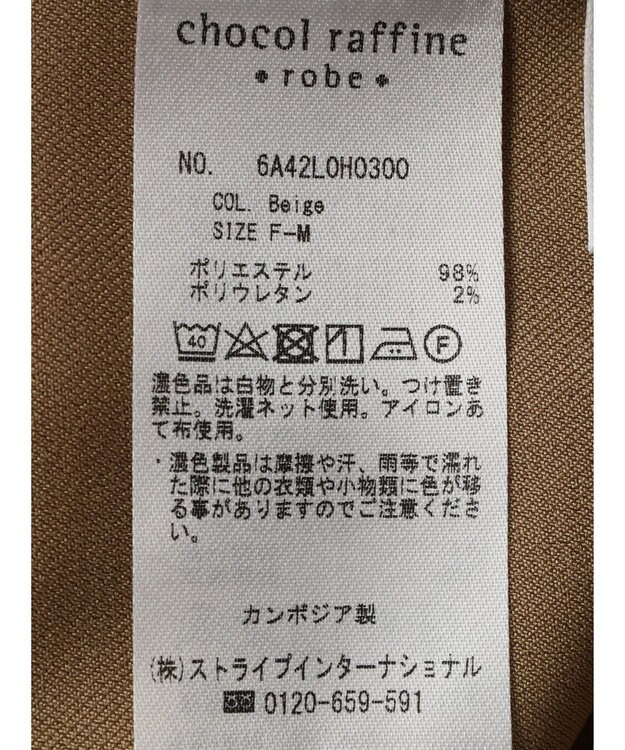 chocol raffine
robe
NO. 6A42L0H0300
COL. Beige
SIZE F-M
ポリエステル 98%
ポリウレタン 2%
40 F
濃色品は白物と分別洗い。つけ置き
禁止。洗濯ネット使用。アイロンあ
て布使用。
・濃色製品は摩擦や汗、雨等で濡れ
た際に他の衣類や小物類に色が移
る事がありますのでご注意くださ
い。
カンボジア製
(株)ストライプインターナショナル
0120-659-591